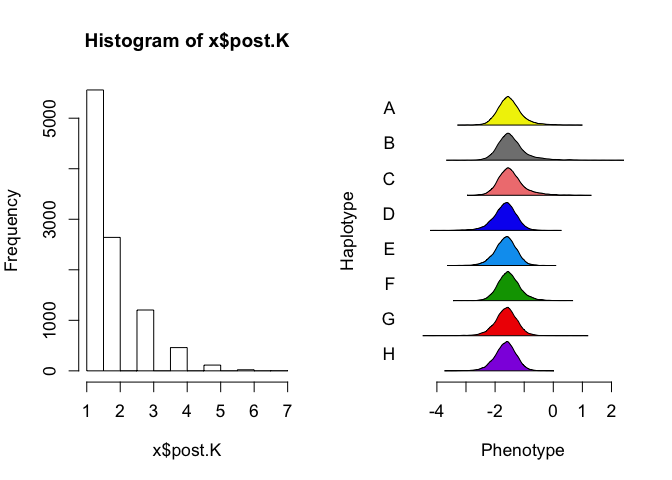 Histogram of x$post.K
Frequency
5000
3000
1000
0
1 2 3 4 5 6 7
x$post.K
Haplotype
A
B
C
D
E
F
G
H
-4 -2 0 1 2
Phenotype